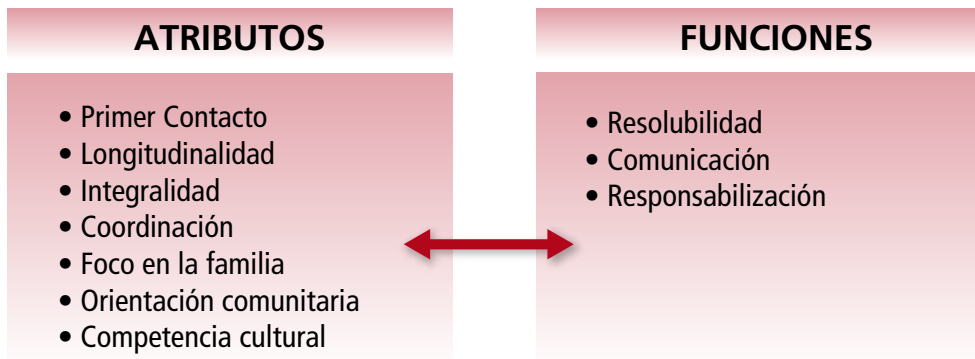 ATRIBUTOS
• Primer Contacto
• Longitudinalidad
• Integralidad
• Coordinación
• Foco en la familia
• Orientación comunitaria
• Competencia cultural
FUNCIONES
• Resolubilidad
• Comunicación
• Responsabilización